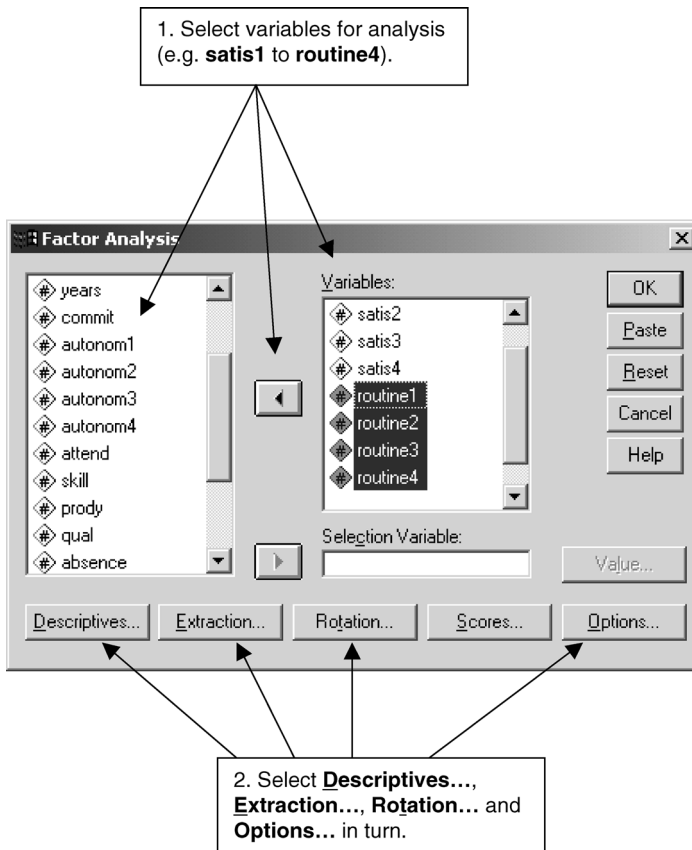 1. Select variables for analysis
(e.g. satis1 to routine4).
Factor Analysis
years
commit
autonom1
autonom2
autonom3
autonom4
attend
skill
prody
qual
absence
Variables:
satis2
satis3
satis4
routine1
routine2
routine3
routine4
Selection Variable:
OK
Paste
Reset
Cancel
Help
Value...
Descriptives...
Extraction...
Rotation...
Scores...
Options...
2. Select Descriptives…,
Extraction…, Rotation… and
Options… in turn.